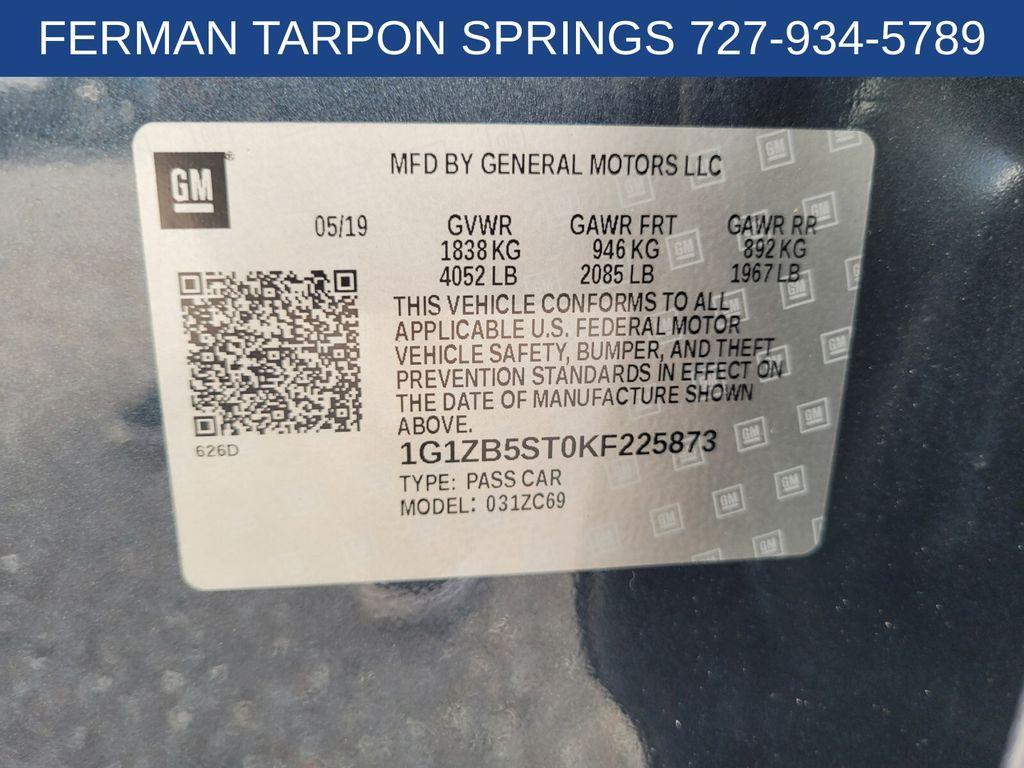 FERMAN TARPON SPRINGS 727-934-5789
GM
MFD BY GENERAL MOTORS LLC
05/19 GVWR GAWR FRT GAWR RR
1838 KG 946 KG 892 KG
4052 LB 2085 LB 1967 LB
THIS VEHICLE CONFORMS TO ALL
APPLICABLE U.S. FEDERAL MOTOR
VEHICLE SAFETY, BUMPER, AND THEFT
PREVENTION STANDARDS IN EFFECT ON
THE DATE OF MANUFACTURE SHOWN
ABOVE.
626D
1G1ZB5ST0KF225873
TYPE: PASS CAR
MODEL: 031ZC69